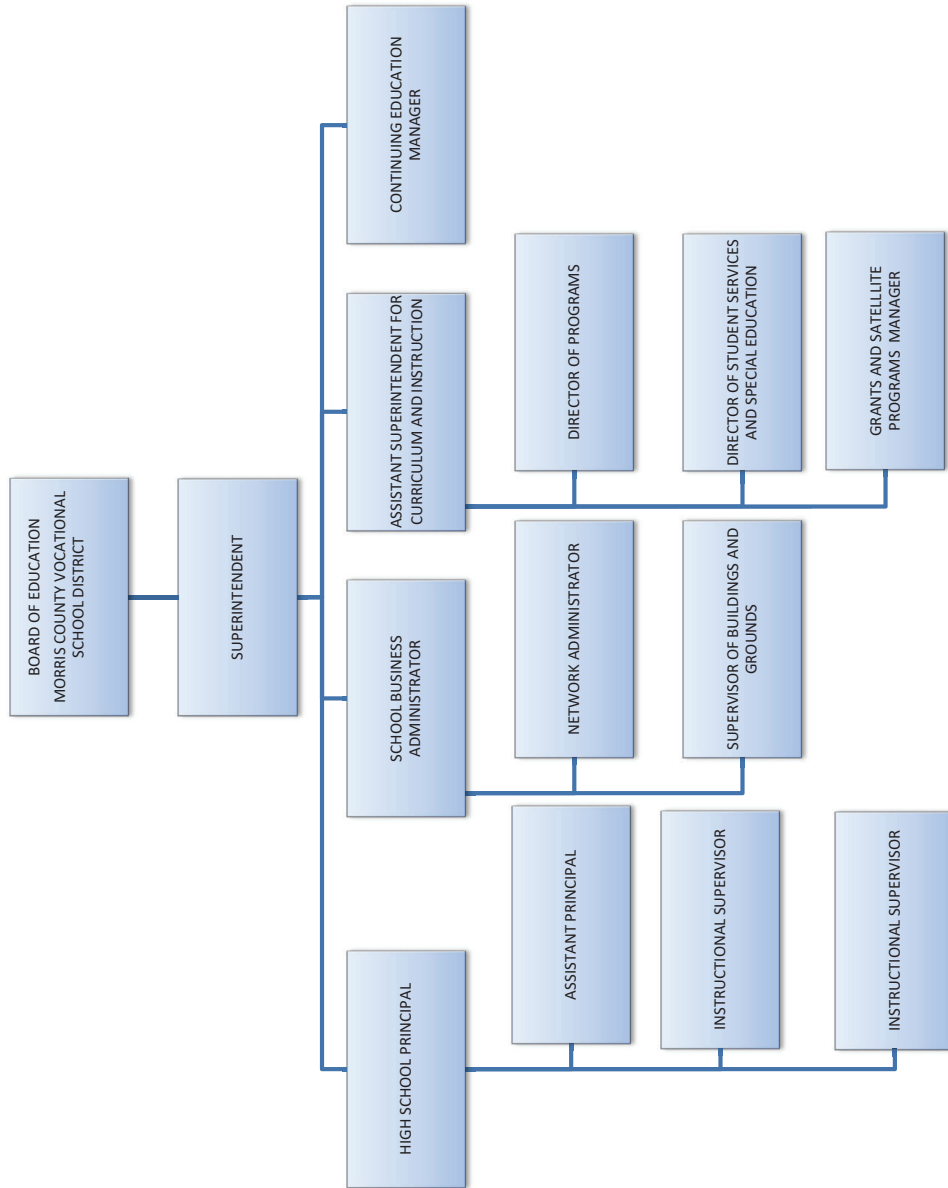 BOARD OF EDUCATION
MORRIS COUNTY VOCATIONAL
SCHOOL DISTRICT
SUPERINTENDENT
HIGH SCHOOL PRINCIPAL
SCHOOL BUSINESS
ADMINISTRATOR
ASSISTANT SUPERINTENDENT FOR
CURRICULUM AND INSTRUCTION
CONTINUING EDUCATION
MANAGER
ASSISTANT PRINCIPAL
INSTRUCTIONAL SUPERVISOR
INSTRUCTIONAL SUPERVISOR
NETWORK ADMINISTRATOR
SUPERVISOR OF BUILDINGS AND
GROUNDS
DIRECTOR OF PROGRAMS
DIRECTOR OF STUDENT SERVICES
AND SPECIAL EDUCATION
GRANTS AND SATELLLITE
PROGRAMS MANAGER